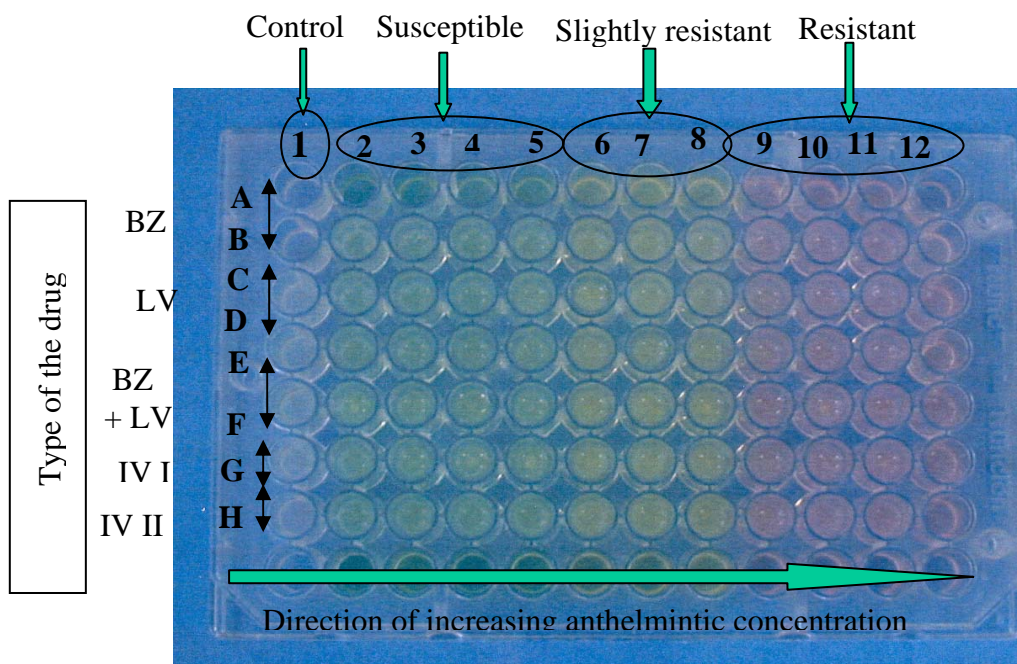 Control Susceptible Slightly resistant Resistant
1 2 3 4 5 6 7 8 9 10 11 12
A
BZ
B
C
LV
D
E
BZ
+ LV
F
G
IV I
H
IV II
Type of the drug
Direction of increasing anthelmintic concentration